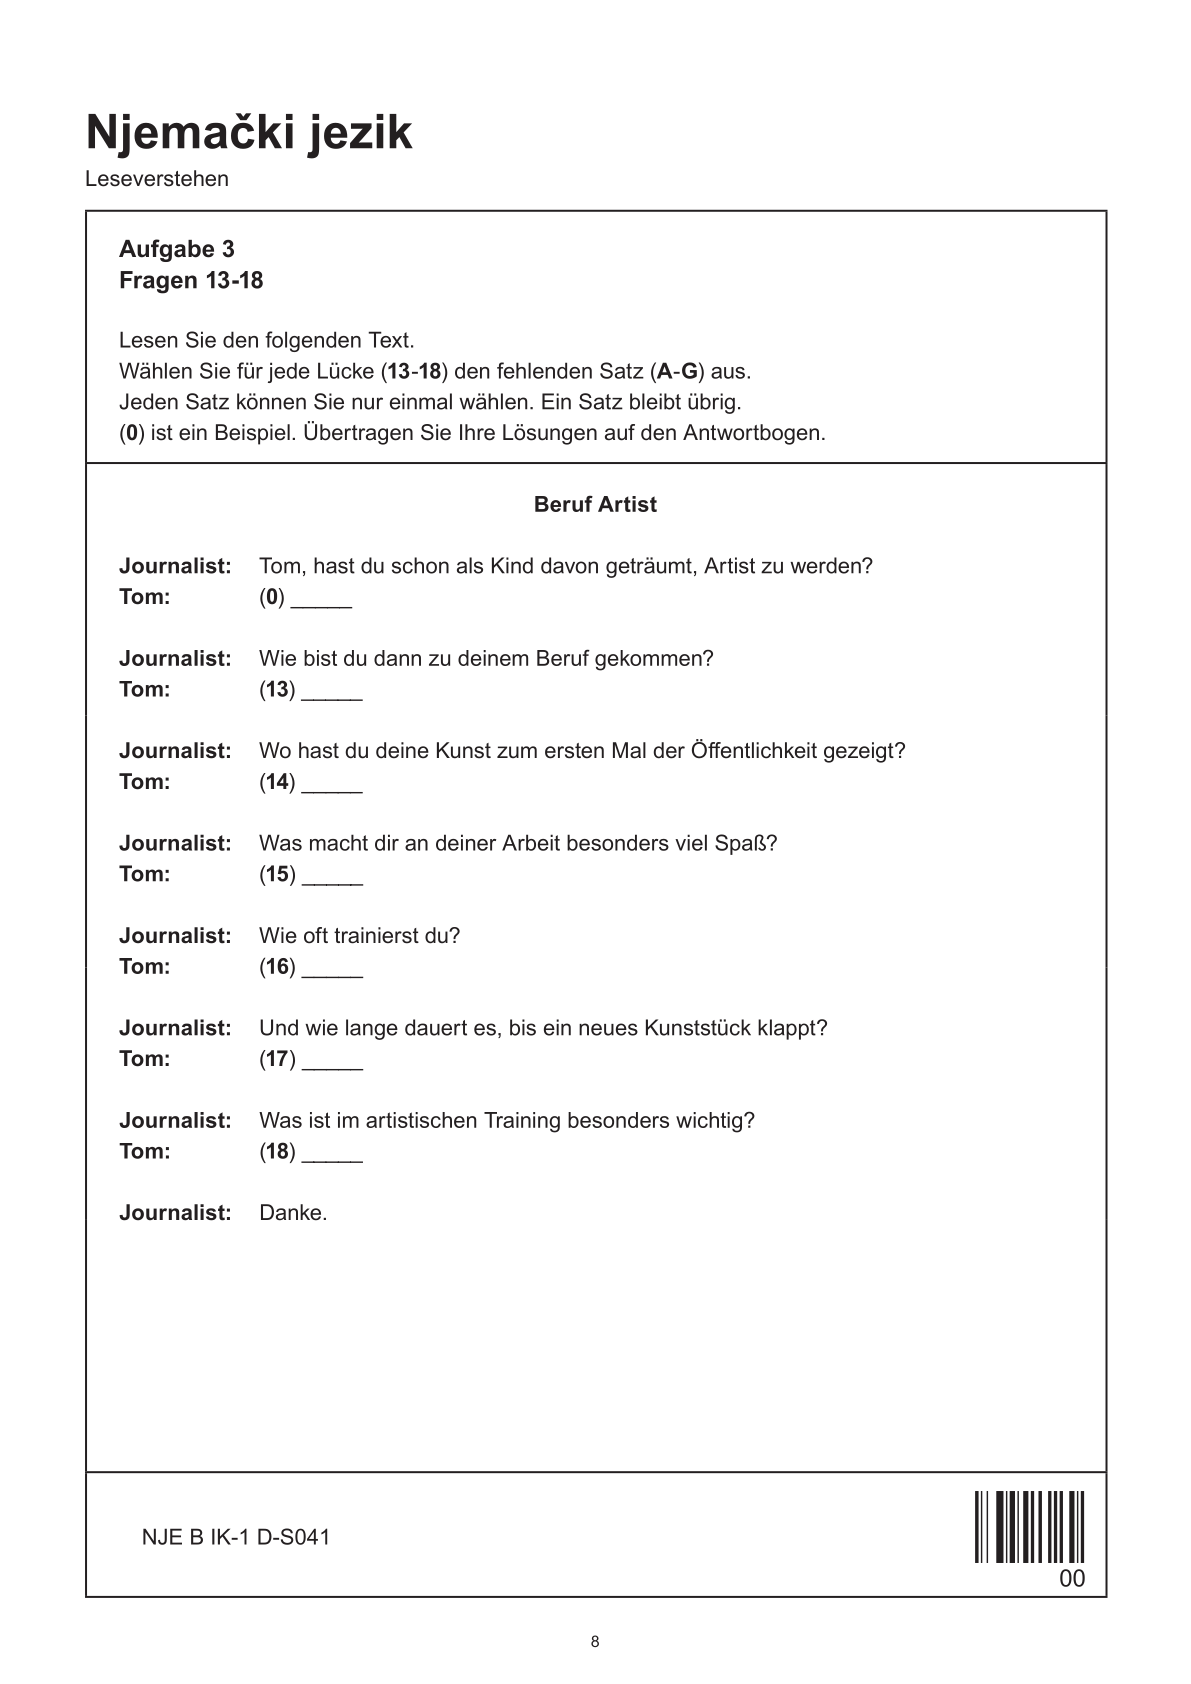 Njemački jezik
Leseverstehen
Aufgabe 3
Fragen 13-18
Lesen Sie den folgenden Text.
Wählen Sie für jede Lücke (13-18) den fehlenden Satz (A-G) aus.
Jeden Satz können Sie nur einmal wählen. Ein Satz bleibt übrig.
(0) ist ein Beispiel. Übertragen Sie Ihre Lösungen auf den Antwortbogen.
Beruf Artist
Journalist: Tom, hast du schon als Kind davon geträumt, Artist zu werden?
Tom: (0) _____
Journalist: Wie bist du dann zu deinem Beruf gekommen?
Tom: (13) _____
Journalist: Wo hast du deine Kunst zum ersten Mal der Öffentlichkeit gezeigt?
Tom: (14) _____
Journalist: Was macht dir an deiner Arbeit besonders viel Spaß?
Tom: (15) _____
Journalist: Wie oft trainierst du?
Tom: (16) _____
Journalist: Und wie lange dauert es, bis ein neues Kunststück klappt?
Tom: (17) _____
Journalist: Was ist im artistischen Training besonders wichtig?
Tom: (18) _____
Journalist: Danke.
NJE B IK-1 D-S041
00
8